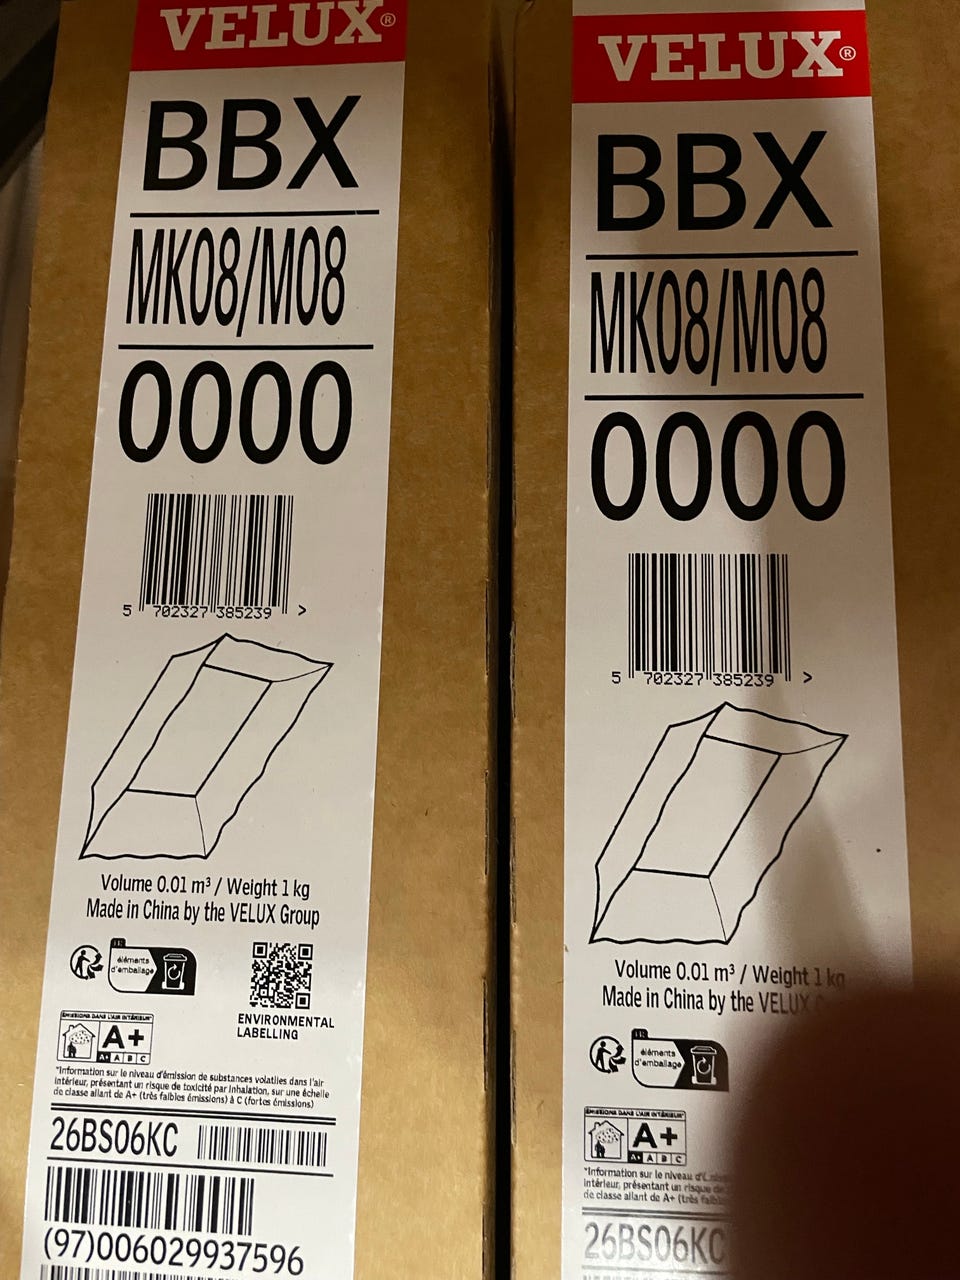 VELUX®
BBX
MK08/M08
0000
5 702327 385239 >
Volume 0.01 m³ / Weight 1 kg
Made in China by the VELUX Group
FR
éléments
d'emballage
ENVIRONMENTAL
LABELLING
ÉMISSIONS DANS L'AIR INTÉRIEUR*
A+
A+ A B C
*Information sur le niveau d'émission de substances volatiles dans l'air
intérieur, présentant un risque de toxicité par inhalation, sur une échelle
de classe allant de A+ (très faibles émissions) à C (fortes émissions)
26BS06KC
(97)006029937596
VELUX®
BBX
MK08/M08
0000
5 702327 385239 >
Volume 0.01 m³ / Weight 1 kg
Made in China by the VELUX
FR
éléments
d'emballage
ÉMISSIONS DANS L'AIR INTÉRIEUR*
A+
A+ A B C
*Information sur le niveau
intérieur, présentant un risque de
de classe allant de A+ (très
26BS06KC